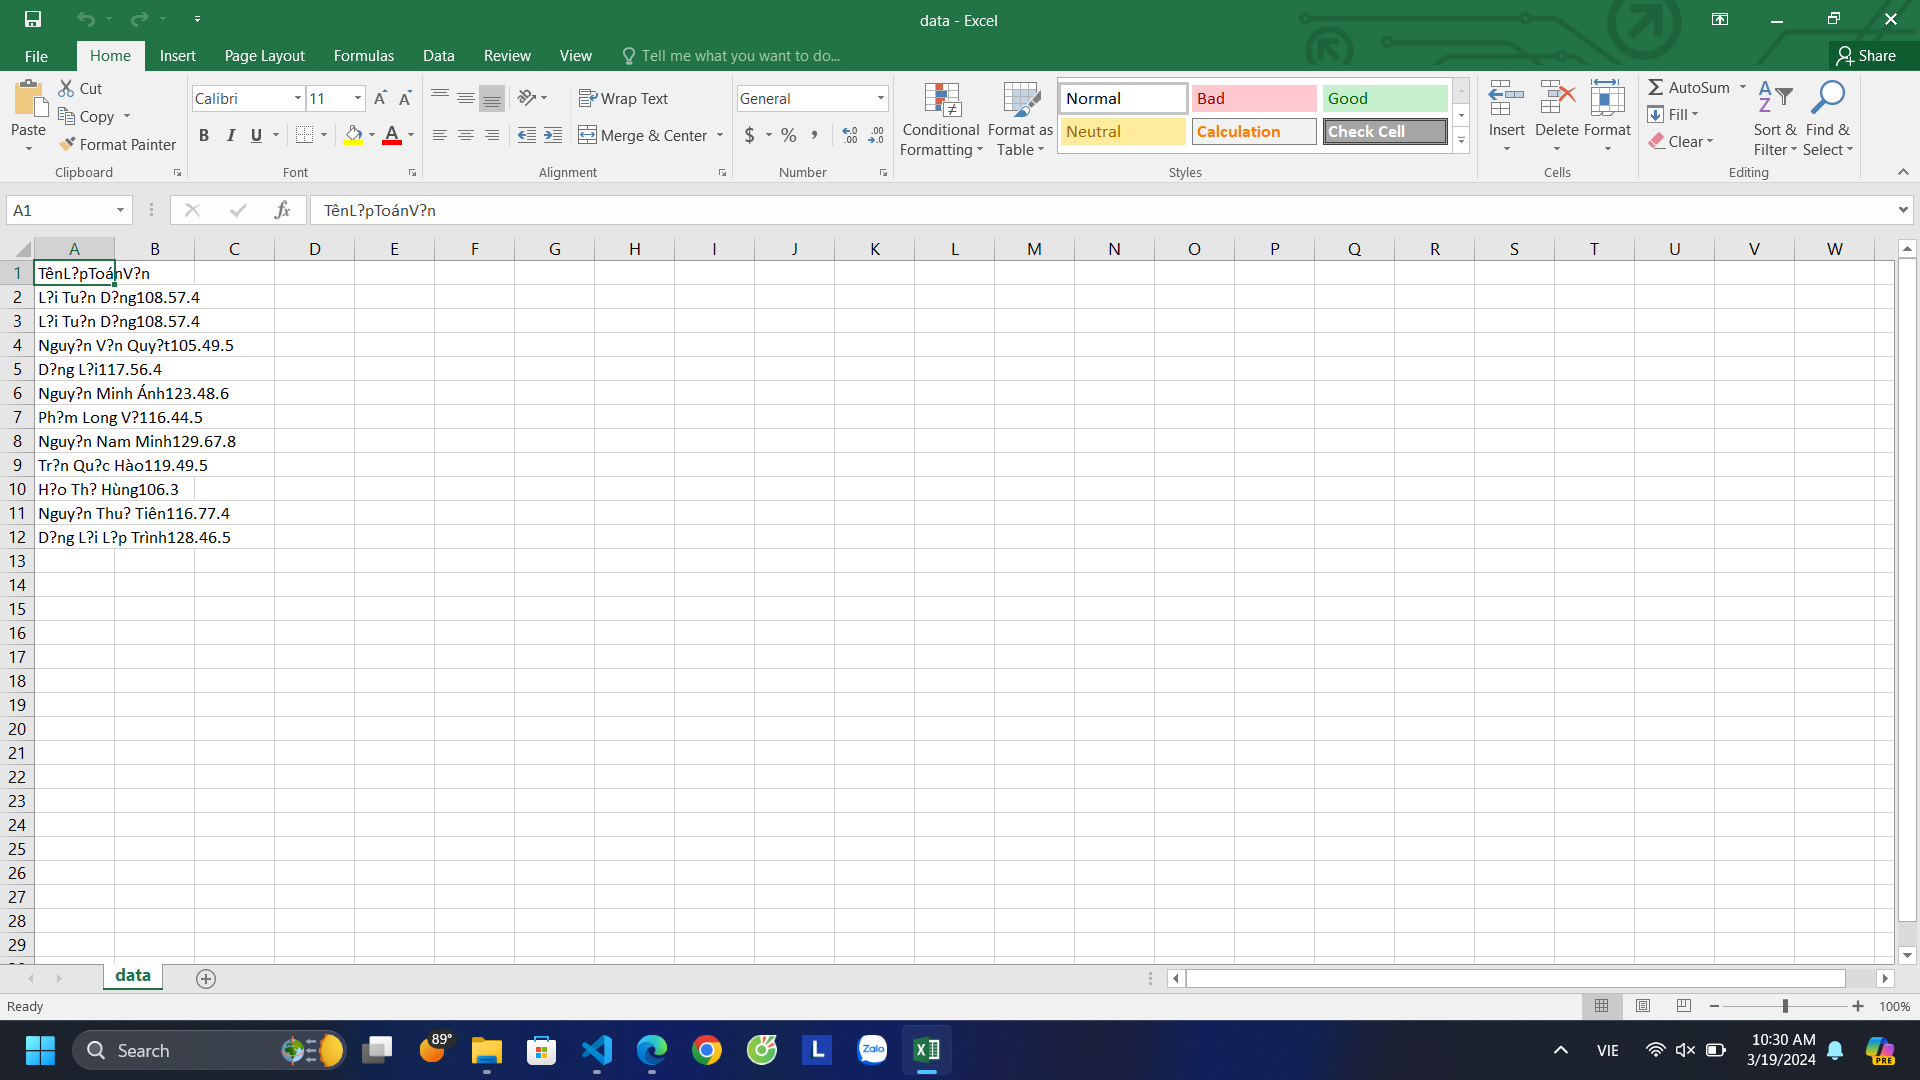 data - Excel
File Home Insert Page Layout Formulas Data Review View Tell me what you want to do... Share
Paste Cut Copy Format Painter
Clipboard
Calibri 11
B I U A
Font
Wrap Text
Merge & Center
Alignment
General
$ % ,
Number
Conditional Formatting Format as Table
Normal Bad Good
Neutral Calculation Check Cell
Styles
Insert Delete Format
Cells
AutoSum
Fill
Clear
Sort & Filter Find & Select
Editing
A1 fx TênL?pToánV?n
A B C D E F G H I J K L M N O P Q R S T U V W
1 TênL?pToánV?n
2 L?i Tu?n D?ng108.57.4
3 L?i Tu?n D?ng108.57.4
4 Nguy?n V?n Quy?t105.49.5
5 D?ng L?i117.56.4
6 Nguy?n Minh Ánh123.48.6
7 Ph?m Long V?116.44.5
8 Nguy?n Nam Minh129.67.8
9 Tr?n Qu?c Hào119.49.5
10 H?o Th? Hùng106.3
11 Nguy?n Thu? Tiên116.77.4
12 D?ng L?i L?p Trình128.46.5
13
14
15
16
17
18
19
20
21
22
23
24
25
26
27
28
29
data
Ready 100%
Search 89° L Zalo VIE 10:30 AM
3/19/2024 PRE